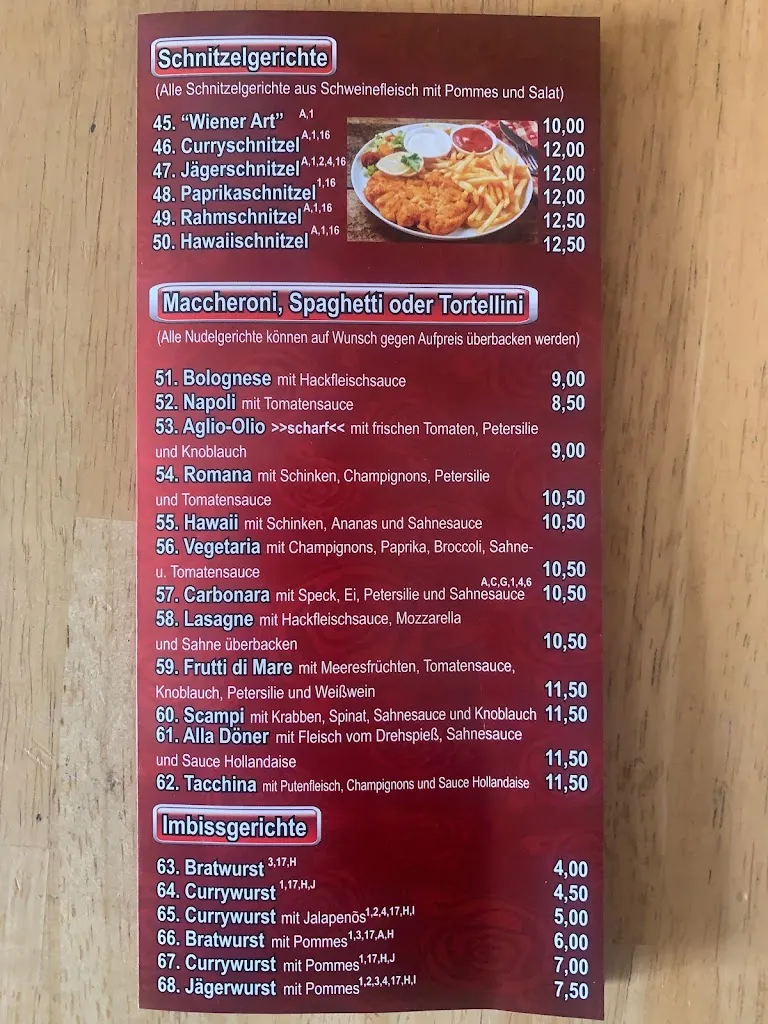 Schnitzelgerichte
(Alle Schnitzelgerichte aus Schweinefleisch mit Pommes und Salat)
45. “Wiener Art” A,1 10,00
46. Curryschnitzel A,1,16 12,00
47. Jägerschnitzel A,1,2,4,16 12,00
48. Paprikaschnitzel 1,16 12,00
49. Rahmschnitzel A,1,16 12,50
50. Hawaiischnitzel A,1,16 12,50
Maccheroni, Spaghetti oder Tortellini
(Alle Nudelgerichte können auf Wunsch gegen Aufpreis überbacken werden)
51. Bolognese mit Hackfleischsauce 9,00
52. Napoli mit Tomatensauce 8,50
53. Aglio-Olio >>scharf<< mit frischen Tomaten, Petersilie
und Knoblauch 9,00
54. Romana mit Schinken, Champignons, Petersilie
und Tomatensauce 10,50
55. Hawaii mit Schinken, Ananas und Sahnesauce 10,50
56. Vegetaria mit Champignons, Paprika, Broccoli, Sahne-
u. Tomatensauce 10,50
57. Carbonara mit Speck, Ei, Petersilie und Sahnesauce A,C,G,1,4,6 10,50
58. Lasagne mit Hackfleischsauce, Mozzarella
und Sahne überbacken 10,50
59. Frutti di Mare mit Meeresfrüchten, Tomatensauce,
Knoblauch, Petersilie und Weißwein 11,50
60. Scampi mit Krabben, Spinat, Sahnesauce und Knoblauch 11,50
61. Alla Döner mit Fleisch vom Drehspieß, Sahnesauce
und Sauce Hollandaise 11,50
62. Tacchina mit Putenfleisch, Champignons und Sauce Hollandaise 11,50
Imbissgerichte
63. Bratwurst 3,17,H 4,00
64. Currywurst 1,17,H,J 4,50
65. Currywurst mit Jalapenõs 1,2,4,17,H,I 5,00
66. Bratwurst mit Pommes 1,3,17,A,H 6,00
67. Currywurst mit Pommes 1,17,H,J 7,00
68. Jägerwurst mit Pommes 1,2,3,4,17,H,I 7,50